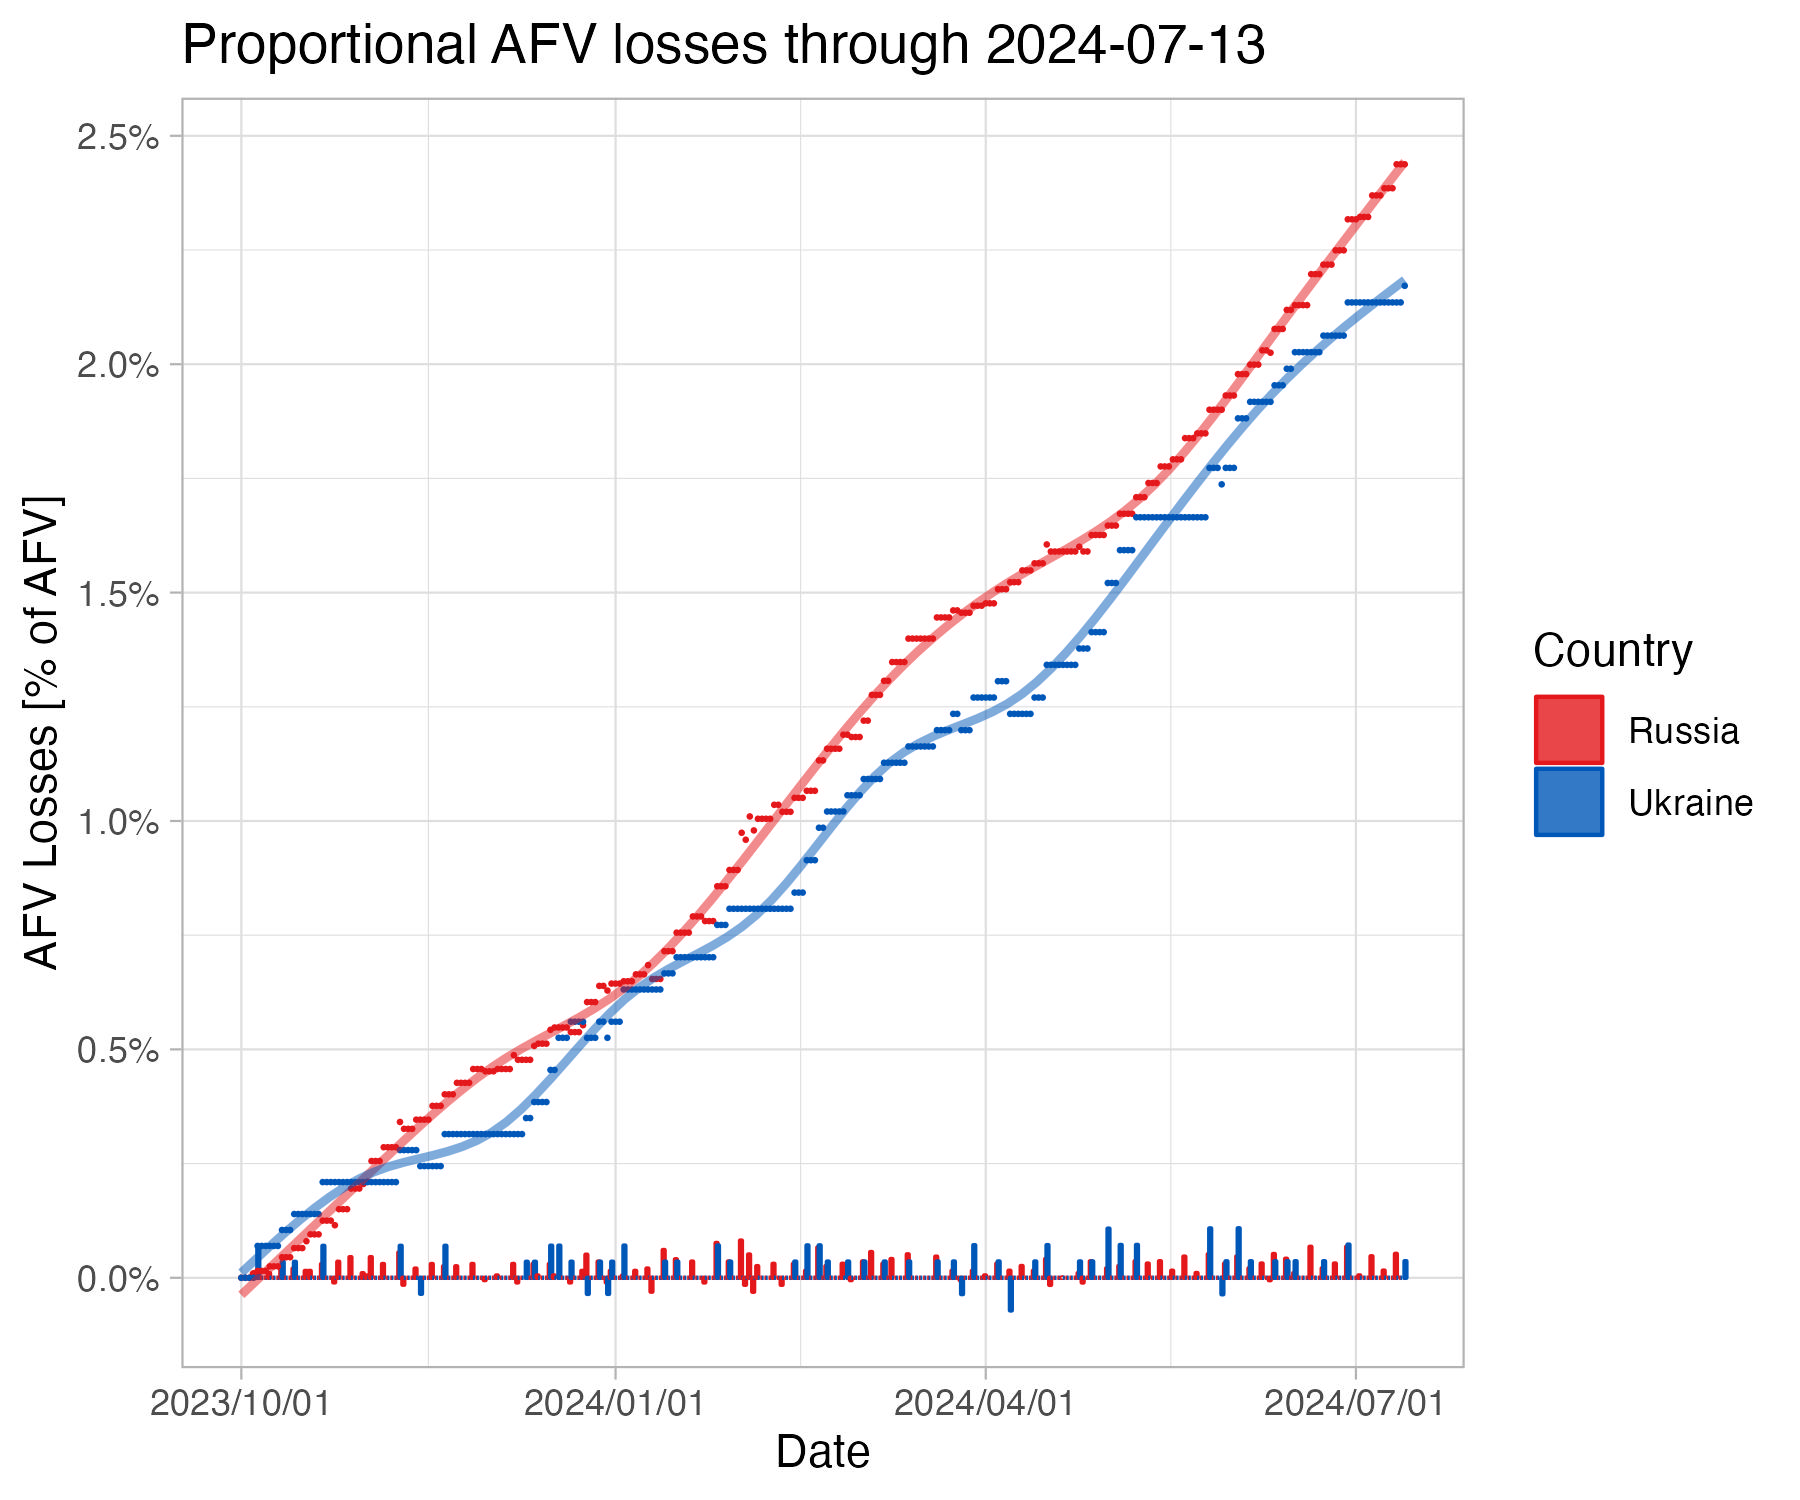 Proportional AFV losses through 2024-07-13
2.5%
2.0%
1.5%
1.0%
0.5%
0.0%
AFV Losses [% of AFV]
2023/10/01
2024/01/01
2024/04/01
2024/07/01
Date
Country
Russia
Ukraine